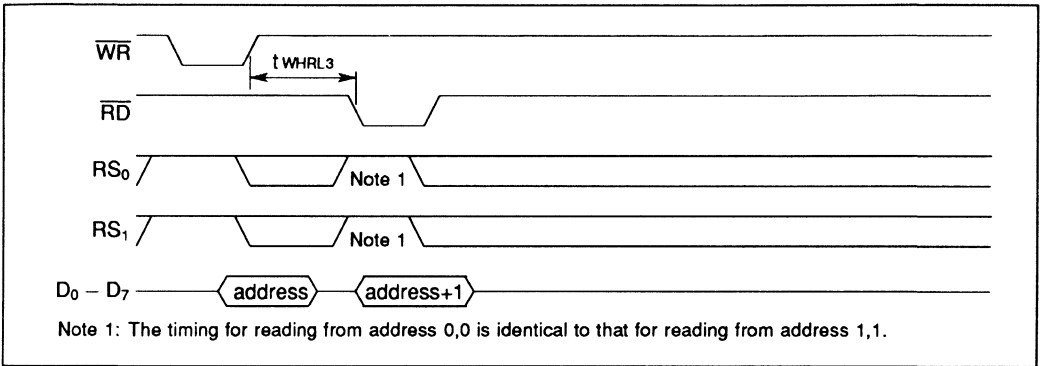 WR
t WHRL3
RD
RS₀
Note 1
RS₁
Note 1
D₀ – D₇
address
address+1
Note 1: The timing for reading from address 0,0 is identical to that for reading from address 1,1.